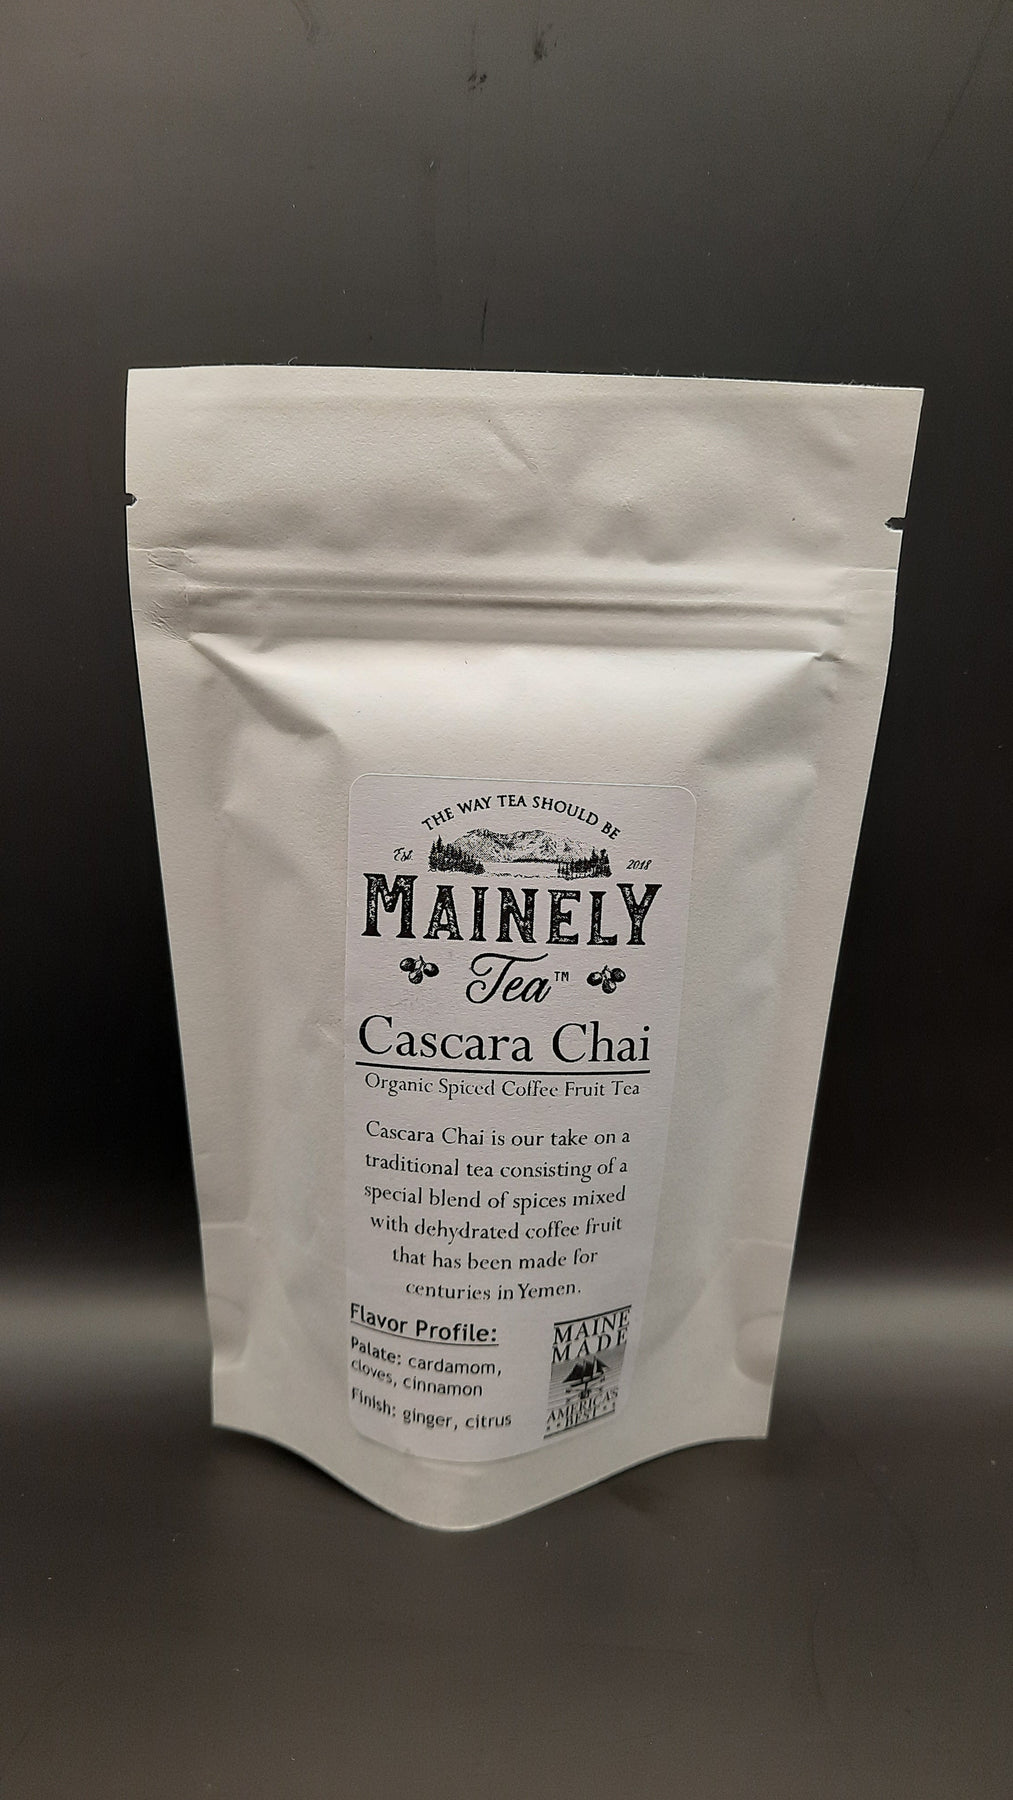 THE WAY TEA SHOULD BE
Est. 2018
MAINELY
Tea™
Cascara Chai
Organic Spiced Coffee Fruit Tea
Cascara Chai is our take on a
traditional tea consisting of a
special blend of spices mixed
with dehydrated coffee fruit
that has been made for
centuries in Yemen.
Flavor Profile:
Palate: cardamom,
cloves, cinnamon
Finish: ginger, citrus
MAINE
MADE
AMERICA'S
BEST